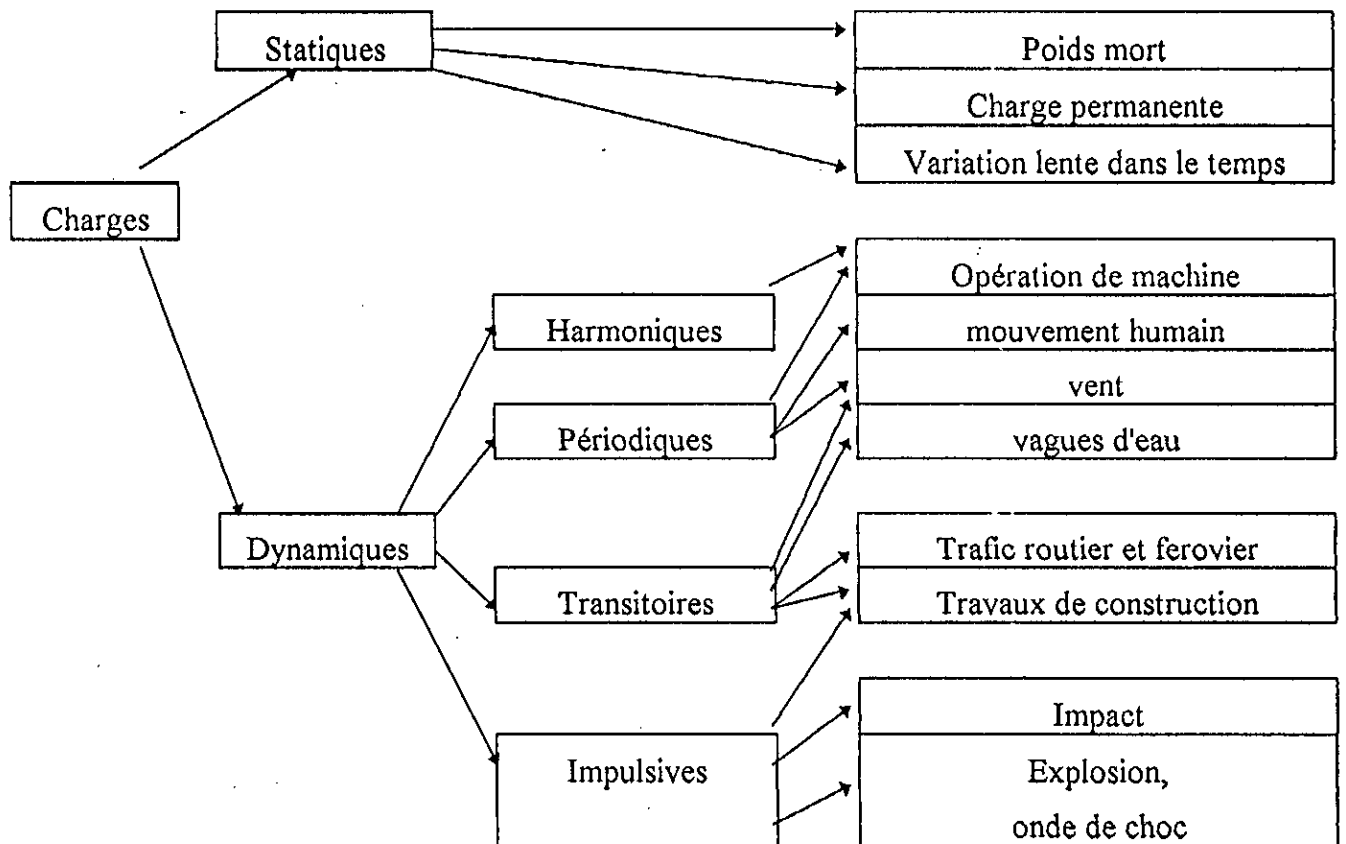 Statiques
Poids mort
Charge permanente
Variation lente dans le temps
Charges
Opération de machine
Harmoniques
mouvement humain
vent
Périodiques
vagues d'eau
Dynamiques
Trafic routier et ferovier
Transitoires
Travaux de construction
Impact
Impulsives
Explosion,
onde de choc